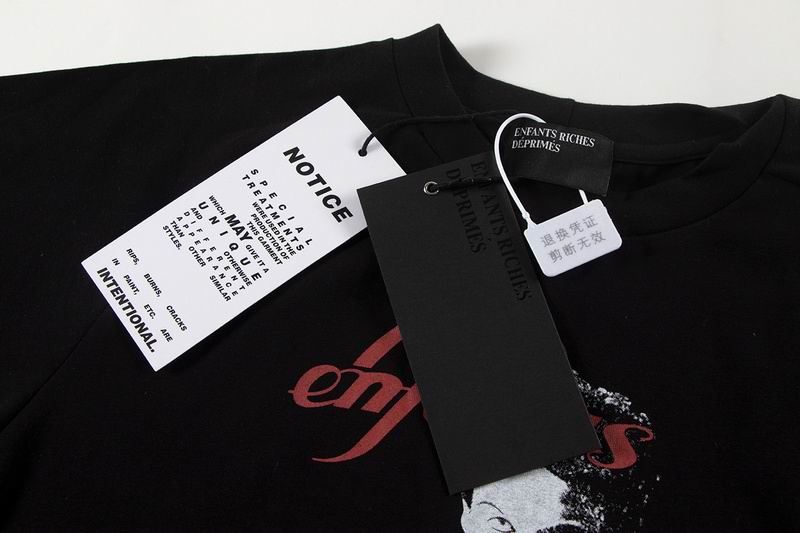 NOTICE
SPECIAL
TREATMENTS
WERE USED IN THE
PRODUCTION OF
THIS GARMENT
WHICH MAY GIVE IT A
UNIQUE
AND OTHERWISE
DIFFERENT
APPEARANCE
THAN OTHER SIMILAR
STYLES.
RIPS, BURNS, CRACKS
IN PAINT, ETC. ARE
INTENTIONAL.
ENFANTS RICHES
DÉPRIMÉS
ENFANTS RICHES
DÉPRIMÉS
退换凭证
剪断无效